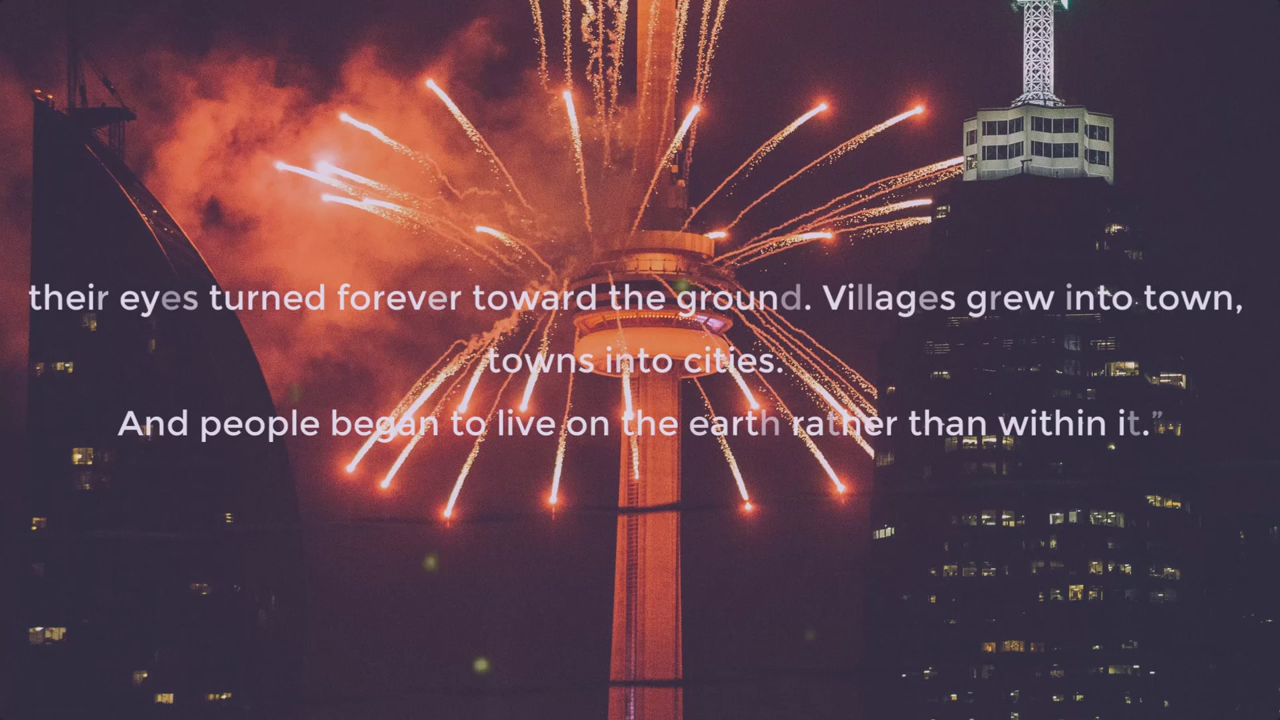 their eyes turned forever toward the ground. Villages grew into town,
towns into cities.
And people began to live on the earth rather than within it.”